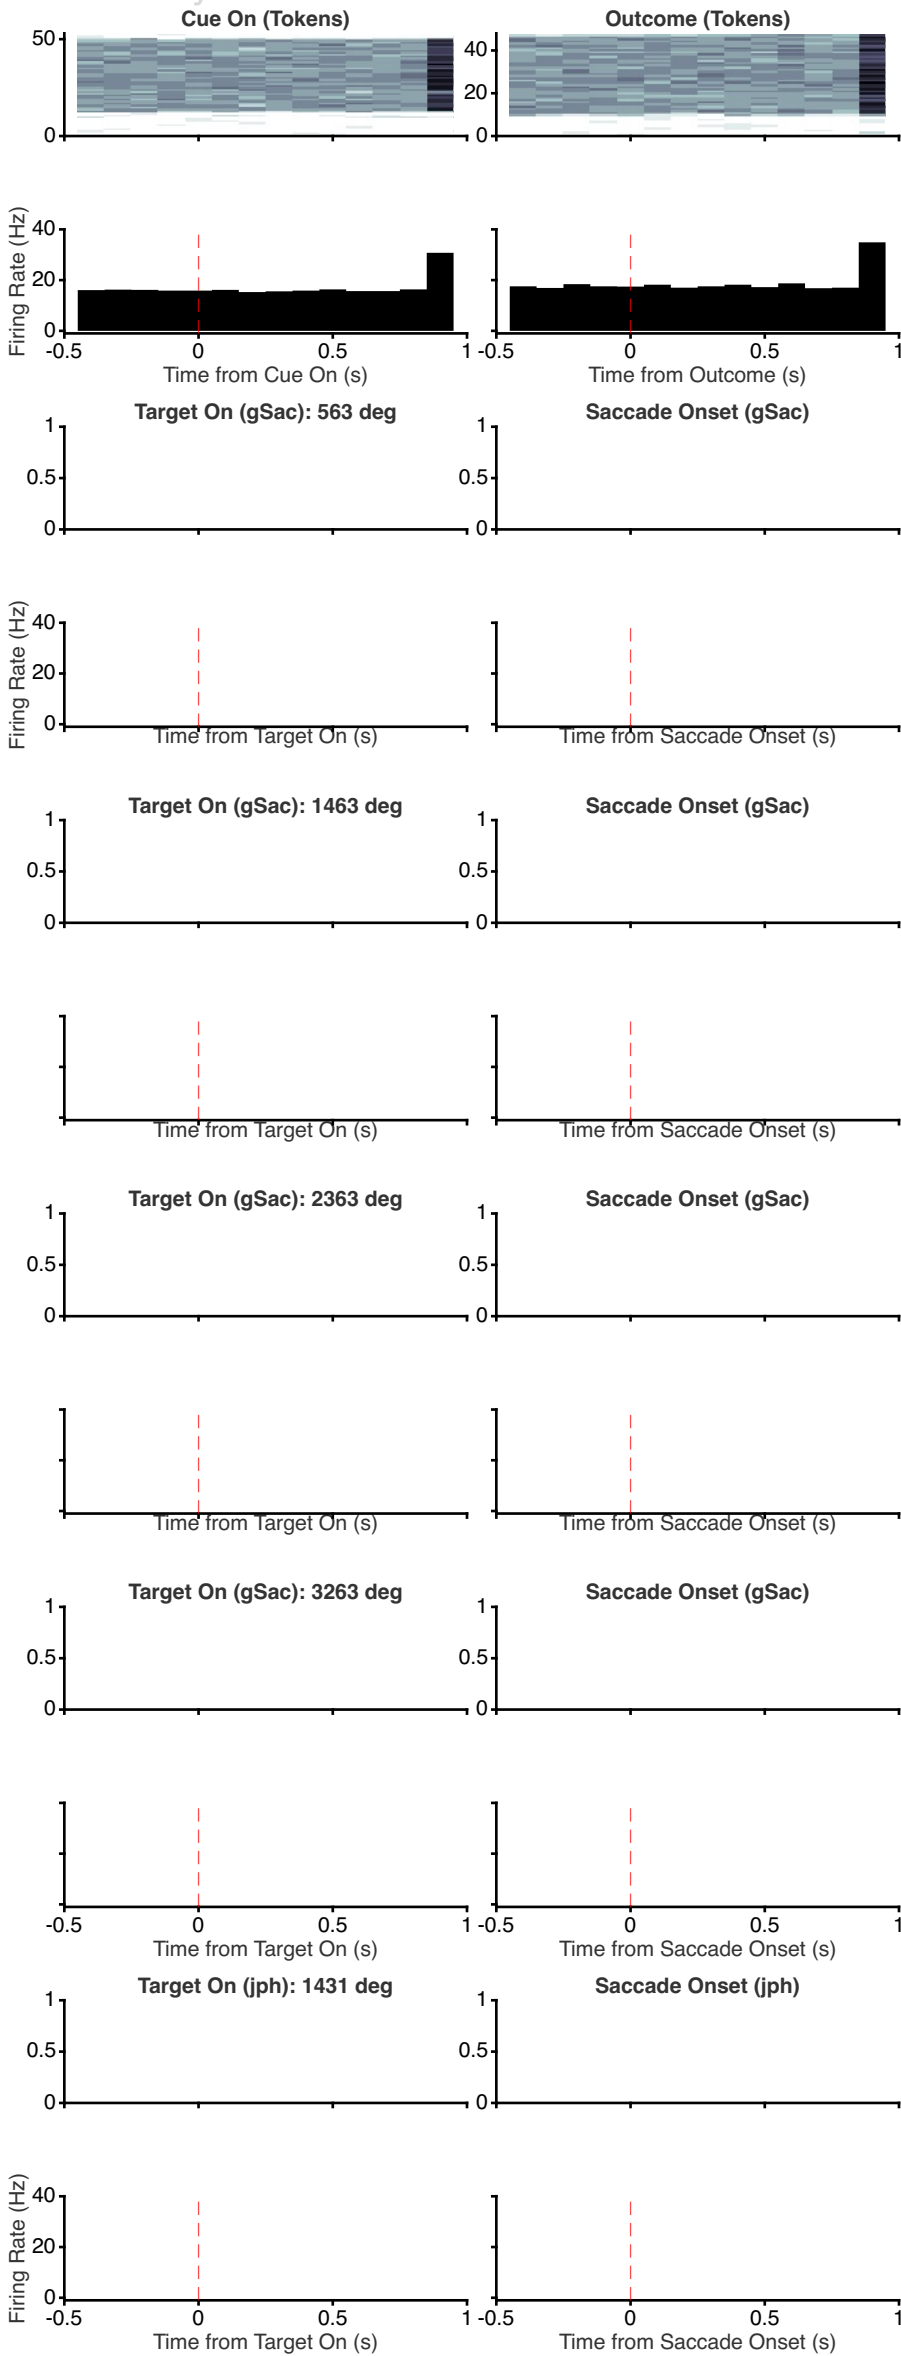 Cue On (Tokens) Outcome (Tokens)
50 40
20
0 0
Firing Rate (Hz)
40
20
0
-0.5 0 0.5 1 -0.5 0 0.5 1
Time from Cue On (s) Time from Outcome (s)
Target On (gSac): 563 deg Saccade Onset (gSac)
1 1
0.5 0.5
0 0
Firing Rate (Hz)
40
20
0
Time from Target On (s) Time from Saccade Onset (s)
Target On (gSac): 1463 deg Saccade Onset (gSac)
1 1
0.5 0.5
0 0
Time from Target On (s) Time from Saccade Onset (s)
Target On (gSac): 2363 deg Saccade Onset (gSac)
1 1
0.5 0.5
0 0
Time from Target On (s) Time from Saccade Onset (s)
Target On (gSac): 3263 deg Saccade Onset (gSac)
1 1
0.5 0.5
0 0
-0.5 0 0.5 1 -0.5 0 0.5 1
Time from Target On (s) Time from Saccade Onset (s)
Target On (jph): 1431 deg Saccade Onset (jph)
1 1
0.5 0.5
0 0
Firing Rate (Hz)
40
20
0
-0.5 0 0.5 1 -0.5 0 0.5 1
Time from Target On (s) Time from Saccade Onset (s)